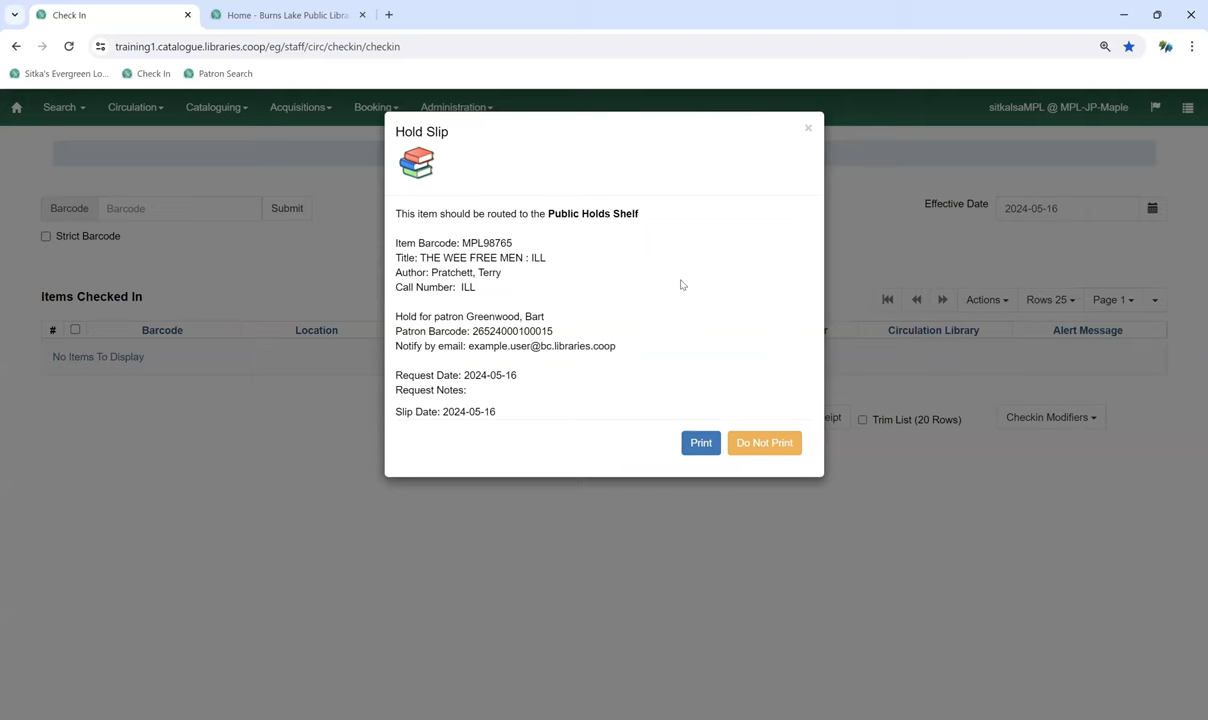 Check In
Home - Burns Lake Public Libra
training1.catalogue.libraries.coop/eg/staff/circ/checkin/checkin
Sitka's Evergreen Lo...
Check In
Patron Search
Search
Circulation
Cataloguing
Acquisitions
Booking
Administration
sitkalsaMPL @ MPL-JP-Maple
Hold Slip
This item should be routed to the Public Holds Shelf
Item Barcode: MPL98765
Title: THE WEE FREE MEN : ILL
Author: Pratchett, Terry
Call Number: ILL
Hold for patron Greenwood, Bart
Patron Barcode: 26524000100015
Notify by email: example.user@bc.libraries.coop
Request Date: 2024-05-16
Request Notes:
Slip Date: 2024-05-16
Print
Do Not Print
Barcode
Barcode
Submit
Effective Date
2024-05-16
Strict Barcode
Items Checked In
Actions
Rows 25
Page 1
#
Barcode
Location
Circulation Library
Alert Message
No Items To Display
Trim List (20 Rows)
Checkin Modifiers